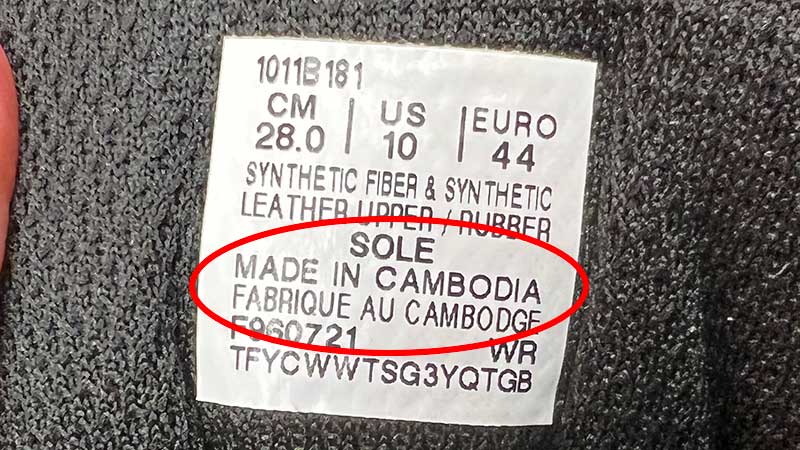 1011B181
CM | US | EURO
28.0 | 10 | 44
SYNTHETIC FIBER & SYNTHETIC
LEATHER UPPER / RUBBER
SOLE
MADE IN CAMBODIA
FABRIQUE AU CAMBODGE
F960721 WR
TFYCWWTSG3YQTGB